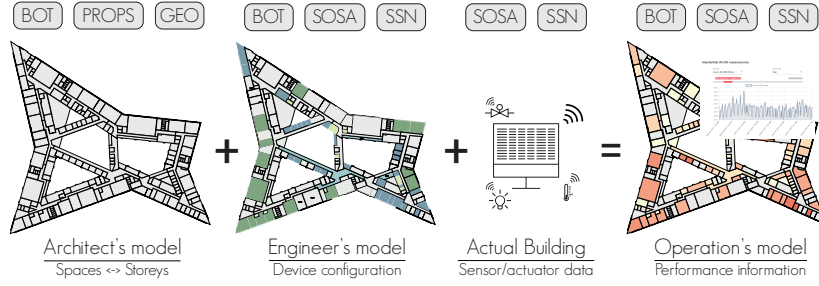 BOT PROPS GEO BOT SOSA SSN SOSA SSN BOT SOSA SSN
+ + =
Architect's model Engineer's model Actual Building Operation's model
Spaces <-> Storeys Device configuration Sensor/actuator data Performance information